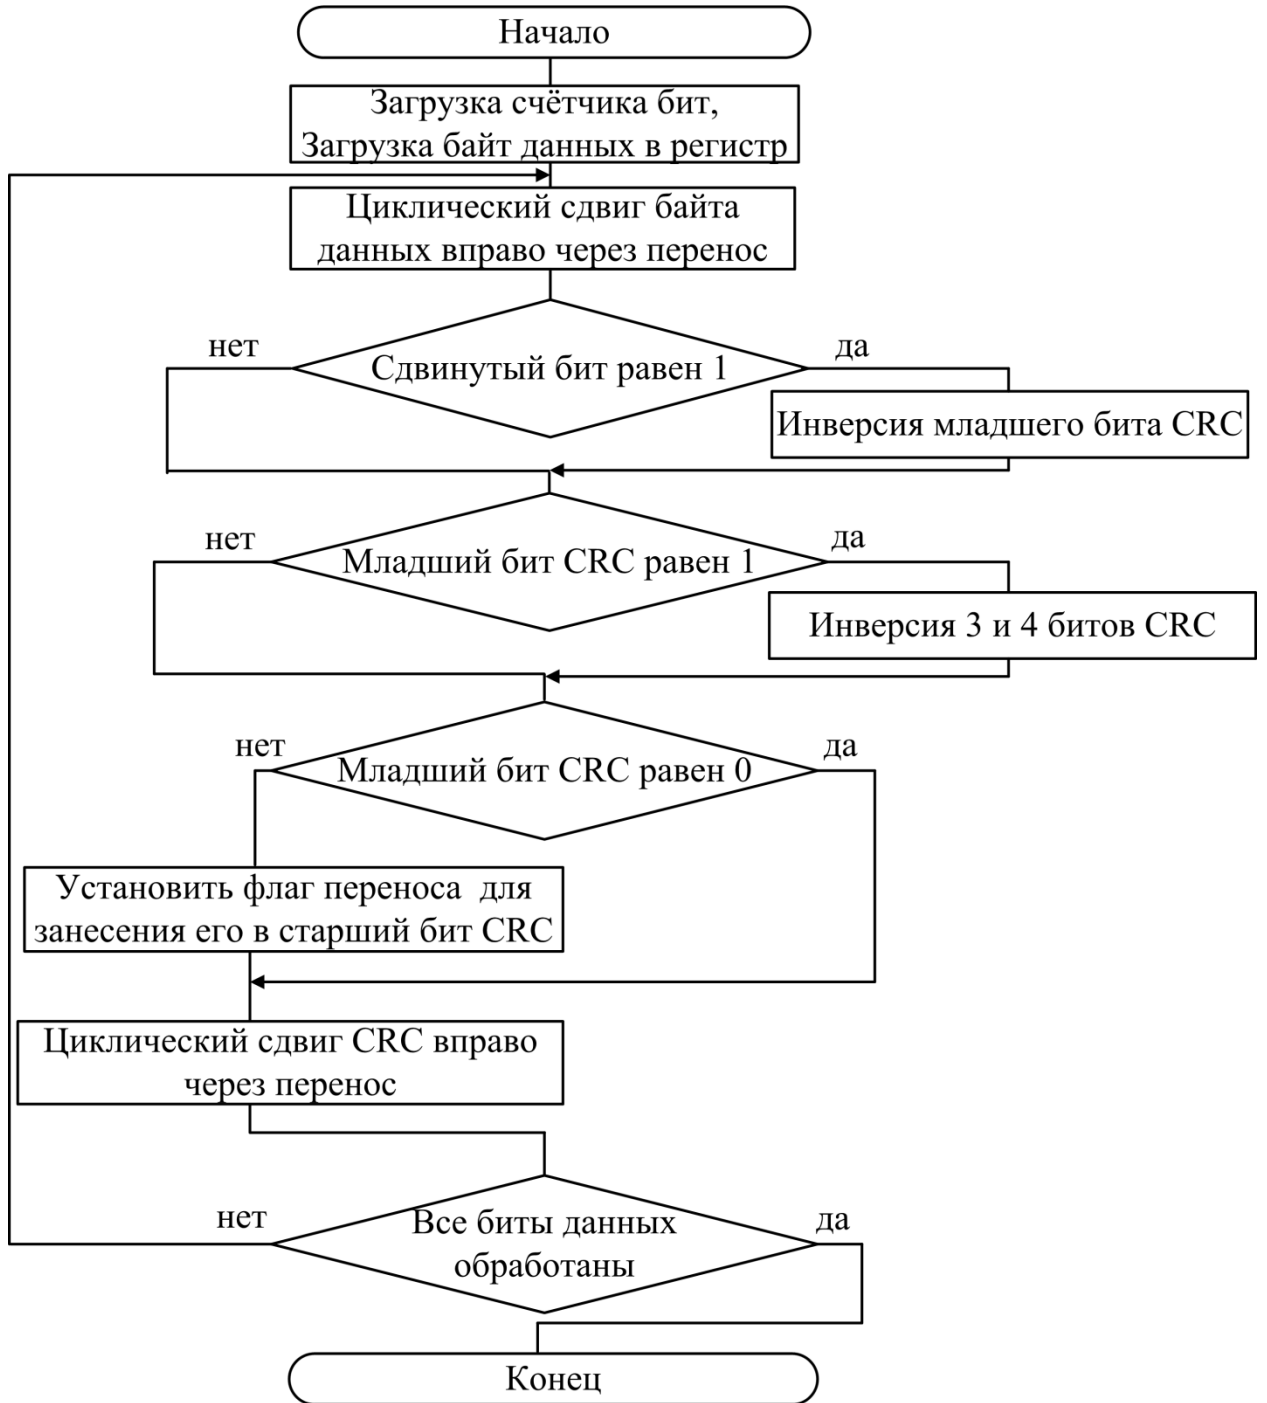 Начало
Загрузка счётчика бит,
Загрузка байт данных в регистр
Циклический сдвиг байта
данных вправо через перенос
нет
Сдвинутый бит равен 1
да
Инверсия младшего бита CRC
нет
Младший бит CRC равен 1
да
Инверсия 3 и 4 битов CRC
нет
Младший бит CRC равен 0
да
Установить флаг переноса для
занесения его в старший бит CRC
Циклический сдвиг CRC вправо
через перенос
нет
Все биты данных
обработаны
да
Конец